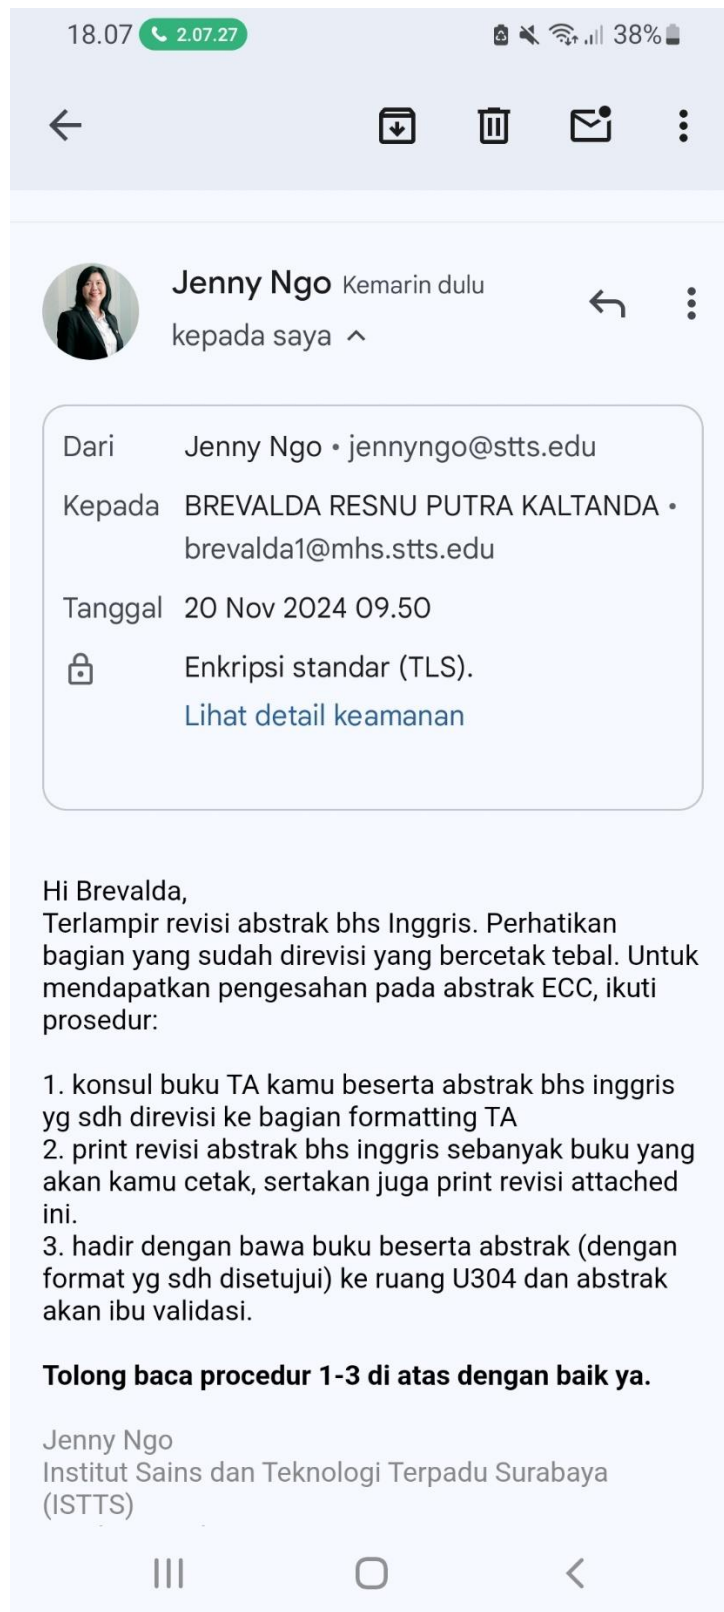 18.07 2.07.27 38%
Jenny Ngo Kemarin dulu
kepada saya
Dari Jenny Ngo • jennyngo@stts.edu
Kepada BREVALDA RESNU PUTRA KALTANDA •
brevalda1@mhs.stts.edu
Tanggal 20 Nov 2024 09.50
Enkripsi standar (TLS).
Lihat detail keamanan
Hi Brevalda,
Terlampir revisi abstrak bhs Inggris. Perhatikan
bagian yang sudah direvisi yang bercetak tebal. Untuk
mendapatkan pengesahan pada abstrak ECC, ikuti
prosedur:
1. konsul buku TA kamu beserta abstrak bhs inggris
yg sdh direvisi ke bagian formatting TA
2. print revisi abstrak bhs inggris sebanyak buku yang
akan kamu cetak, sertakan juga print revisi attached
ini.
3. hadir dengan bawa buku beserta abstrak (dengan
format yg sdh disetujui) ke ruang U304 dan abstrak
akan ibu validasi.
Tolong baca procedur 1-3 di atas dengan baik ya.
Jenny Ngo
Institut Sains dan Teknologi Terpadu Surabaya
(ISTTS)